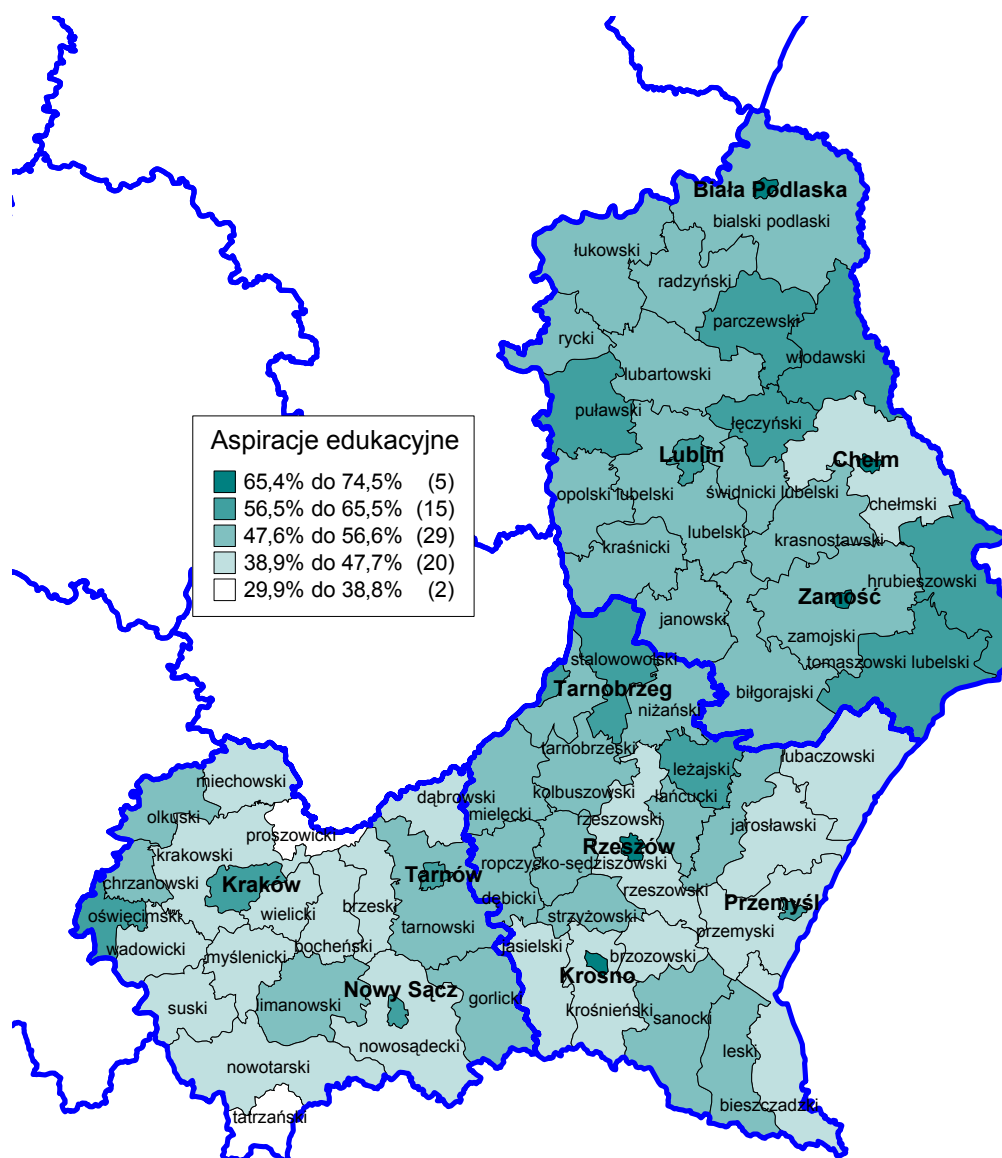 Biała Podlaska
bialski podlaski
łukowski
radzyński
parczewski
rycki
włodawski
lubartowski
puławski
łęczyński
Aspiracje edukacyjne
65,4% do 74,5% (5)
56,5% do 65,5% (15)
47,6% do 56,6% (29)
38,9% do 47,7% (20)
29,9% do 38,8% (2)
Lublin
Chełm
opolski lubelski
świdnicki lubelski
chełmski
lubelski
krasnostawski
kraśnicki
hrubieszowski
Zamość
janowski
zamojski
stalowowolski
tomaszowski lubelski
Tarnobrzeg
biłgorajski
niżański
tarnobrzeski
lubaczowski
leżajski
miechowski
dąbrowski
kolbuszowski
łańcucki
olkuski
mielecki
proszowicki
rzeszowski
jarosławski
Rzeszów
krakowski
ropczycko-sędziszowski
chrzanowski
Kraków
Tarnów
rzeszowski
dębicki
brzeski
Przemyśl
oświęcimski
wielicki
strzyżowski
tarnowski
przemyski
wadowicki
bocheński
jasielski
myślenicki
brzozowski
Krosno
Nowy Sącz
gorlicki
suski
limanowski
krośnieński
sanocki
nowosądecki
leski
nowotarski
bieszczadzki
tatrzański